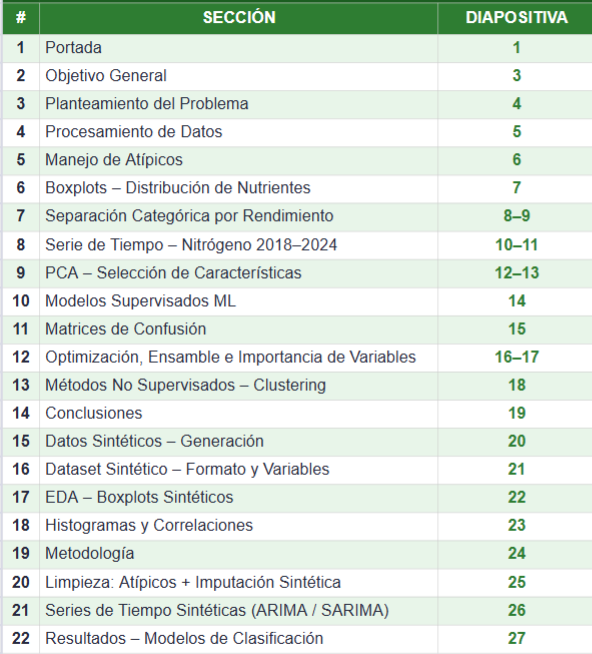 # SECCIÓN DIAPOSITIVA
1 Portada 1
2 Objetivo General 3
3 Planteamiento del Problema 4
4 Procesamiento de Datos 5
5 Manejo de Atípicos 6
6 Boxplots – Distribución de Nutrientes 7
7 Separación Categórica por Rendimiento 8–9
8 Serie de Tiempo – Nitrógeno 2018–2024 10–11
9 PCA – Selección de Características 12–13
10 Modelos Supervisados ML 14
11 Matrices de Confusión 15
12 Optimización, Ensamble e Importancia de Variables 16–17
13 Métodos No Supervisados – Clustering 18
14 Conclusiones 19
15 Datos Sintéticos – Generación 20
16 Dataset Sintético – Formato y Variables 21
17 EDA – Boxplots Sintéticos 22
18 Histogramas y Correlaciones 23
19 Metodología 24
20 Limpieza: Atípicos + Imputación Sintética 25
21 Series de Tiempo Sintéticas (ARIMA / SARIMA) 26
22 Resultados – Modelos de Clasificación 27